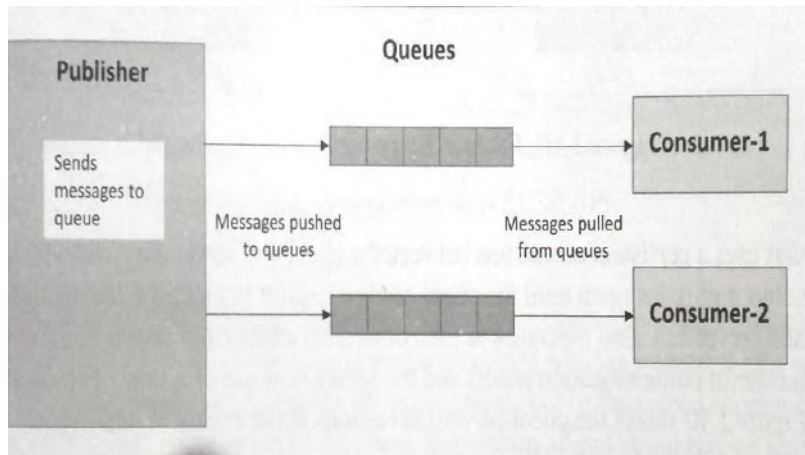 Queues
Publisher
Consumer-1
Sends
messages to
queue
Messages pushed
to queues
Messages pulled
from queues
Consumer-2